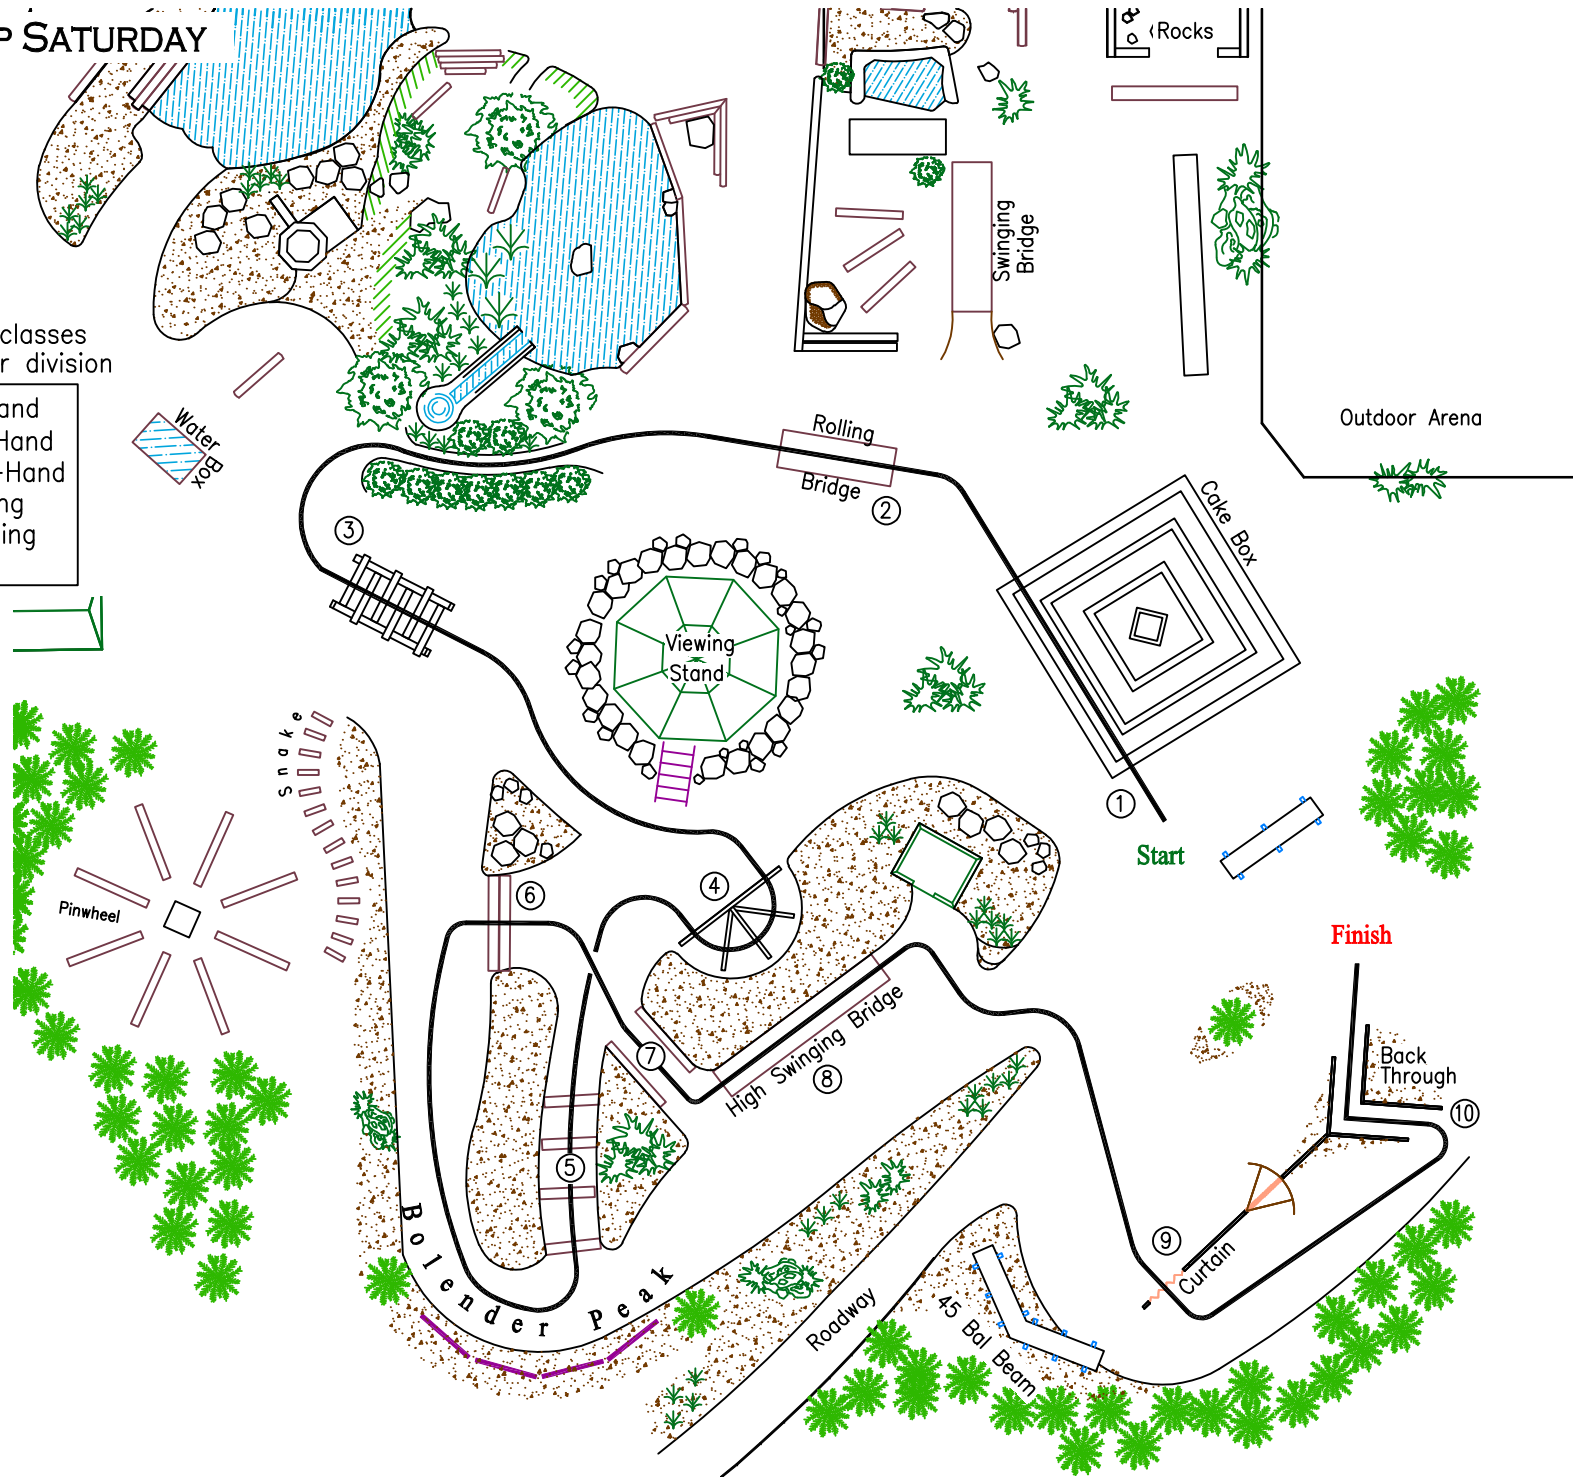 P SATURDAY
Rocks
Swinging
Bridge
classes
r division
and
Hand
-Hand
ng
ing
Water
Box
Rolling
Bridge
2
Outdoor Arena
Cake Box
3
Viewing
Stand
Snake
1
Start
Pinwheel
4
6
Finish
7
High Swinging Bridge
8
Back
Through
10
5
9
Curtain
Bolender Peak
Roadway
45 Bal Beam